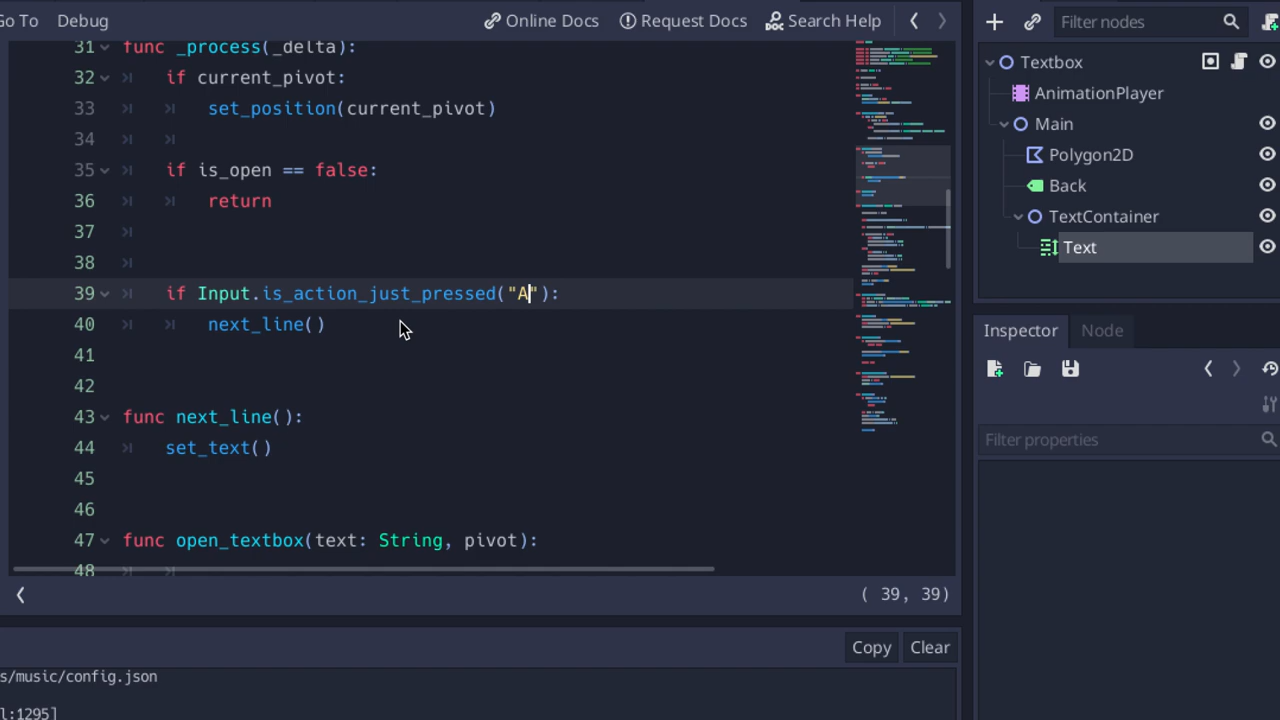 Go To Debug Online Docs Request Docs Search Help
31 func _process(_delta):
32 if current_pivot:
33 set_position(current_pivot)
34
35 if is_open == false:
36 return
37
38
39 if Input.is_action_just_pressed("A"):
40 next_line()
41
42
43 func next_line():
44 set_text()
45
46
47 func open_textbox(text: String, pivot):
48
( 39, 39)
Copy Clear
s/music/config.json
l:1295]
Filter nodes
Textbox
AnimationPlayer
Main
Polygon2D
Back
TextContainer
Text
Inspector Node
Filter properties